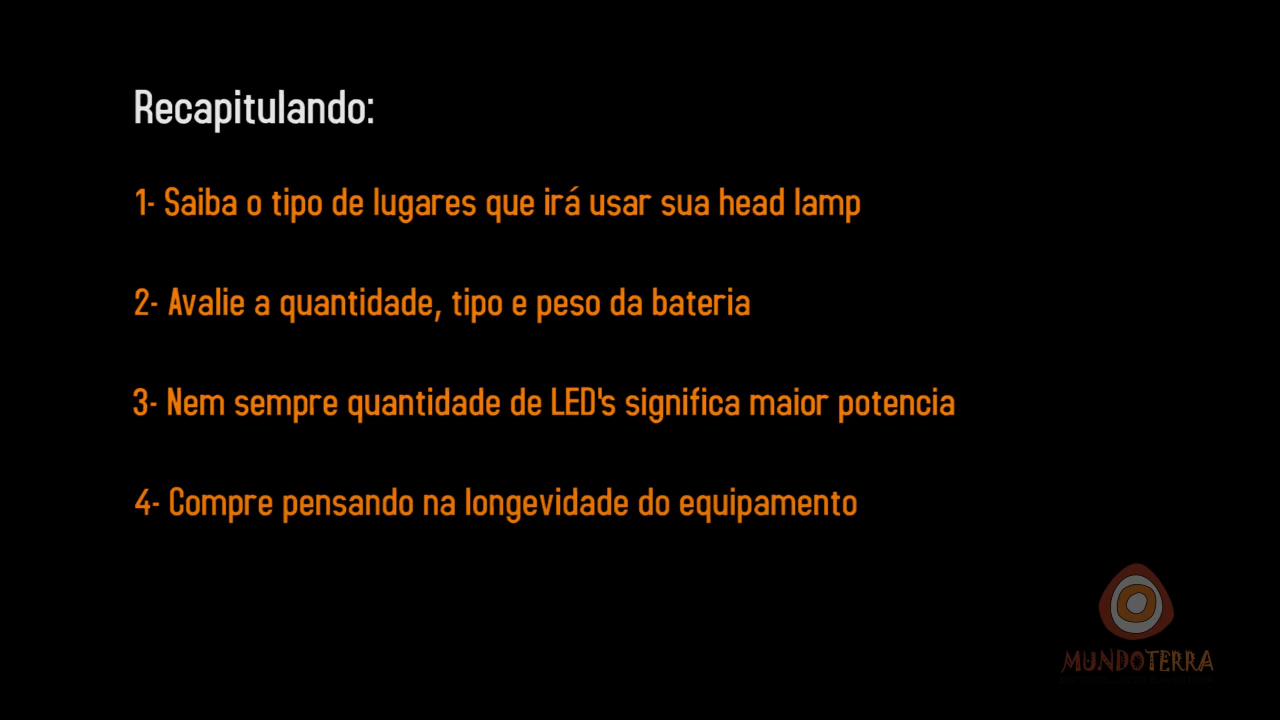 Recapitulando:
1- Saiba o tipo de lugares que irá usar sua head lamp
2- Avalie a quantidade, tipo e peso da bateria
3- Nem sempre quantidade de LED's significa maior potencia
4- Compre pensando na longevidade do equipamento
MUNDOTERRA